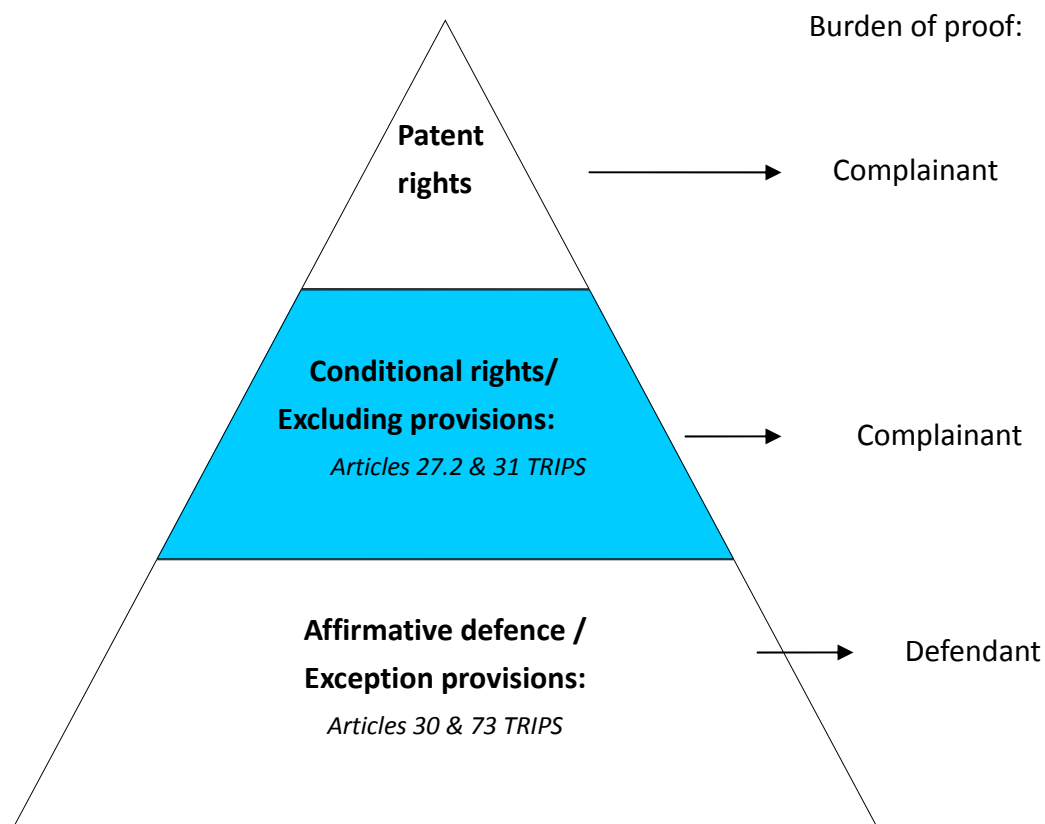 Burden of proof:
Patent
rights
Complainant
Conditional rights/
Excluding provisions:
Articles 27.2 & 31 TRIPS
Complainant
Affirmative defence /
Exception provisions:
Articles 30 & 73 TRIPS
Defendant